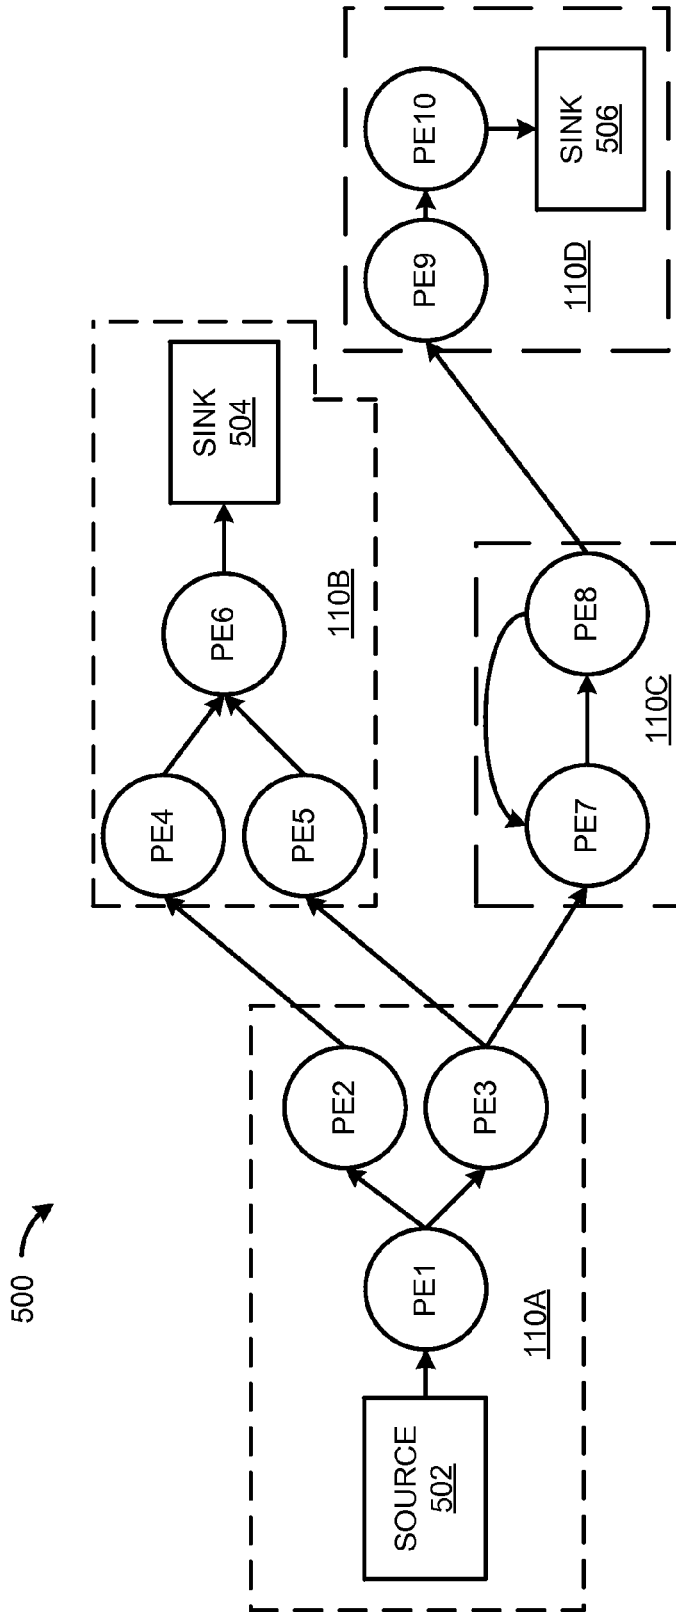 500
SOURCE
502
PE1
110A
PE2
PE3
PE4
PE5
PE6
SINK
504
110B
PE7
PE8
110C
PE9
PE10
SINK
506
110D